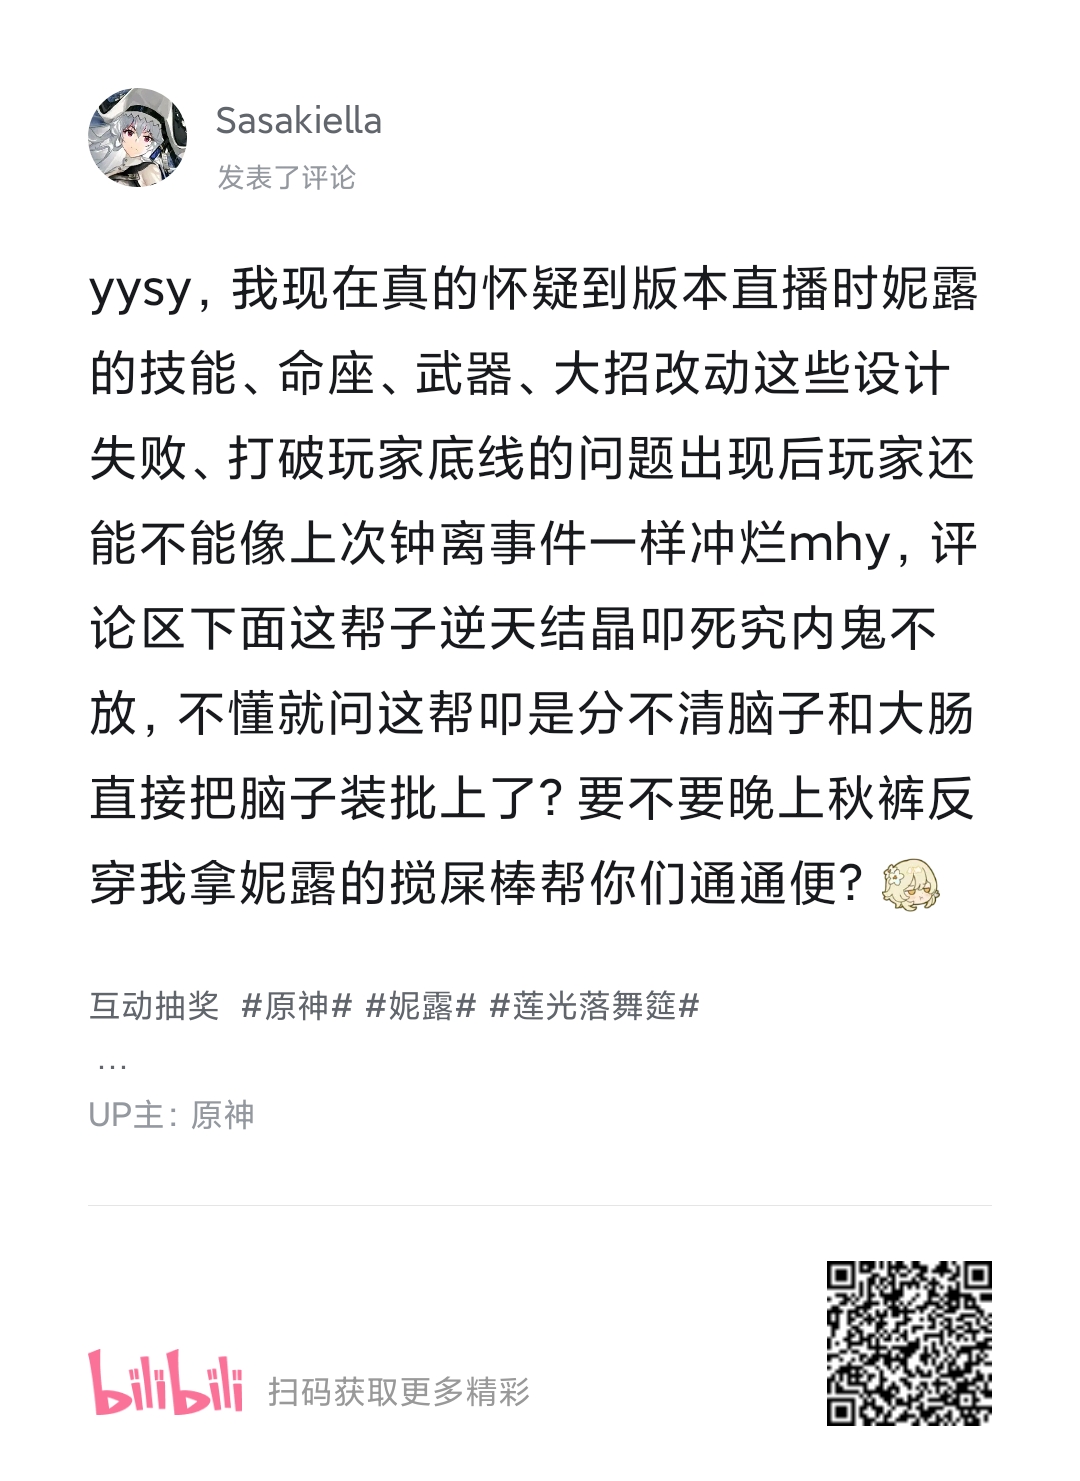 Sasakiella
发表了评论
yysy，我现在真的怀疑到版本直播时妮露
的技能、命座、武器、大招改动这些设计
失败、打破玩家底线的问题出现后玩家还
能不能像上次钟离事件一样冲烂mhy，评
论区下面这帮子逆天结晶叩死究内鬼不
放，不懂就问这帮叩是分不清脑子和大肠
直接把脑子装批上了？要不要晚上秋裤反
穿我拿妮露的搅屎棒帮你们通通便？
互动抽奖 #原神# #妮露# #莲光落舞筵#
...
UP主：原神
bilibili 扫码获取更多精彩